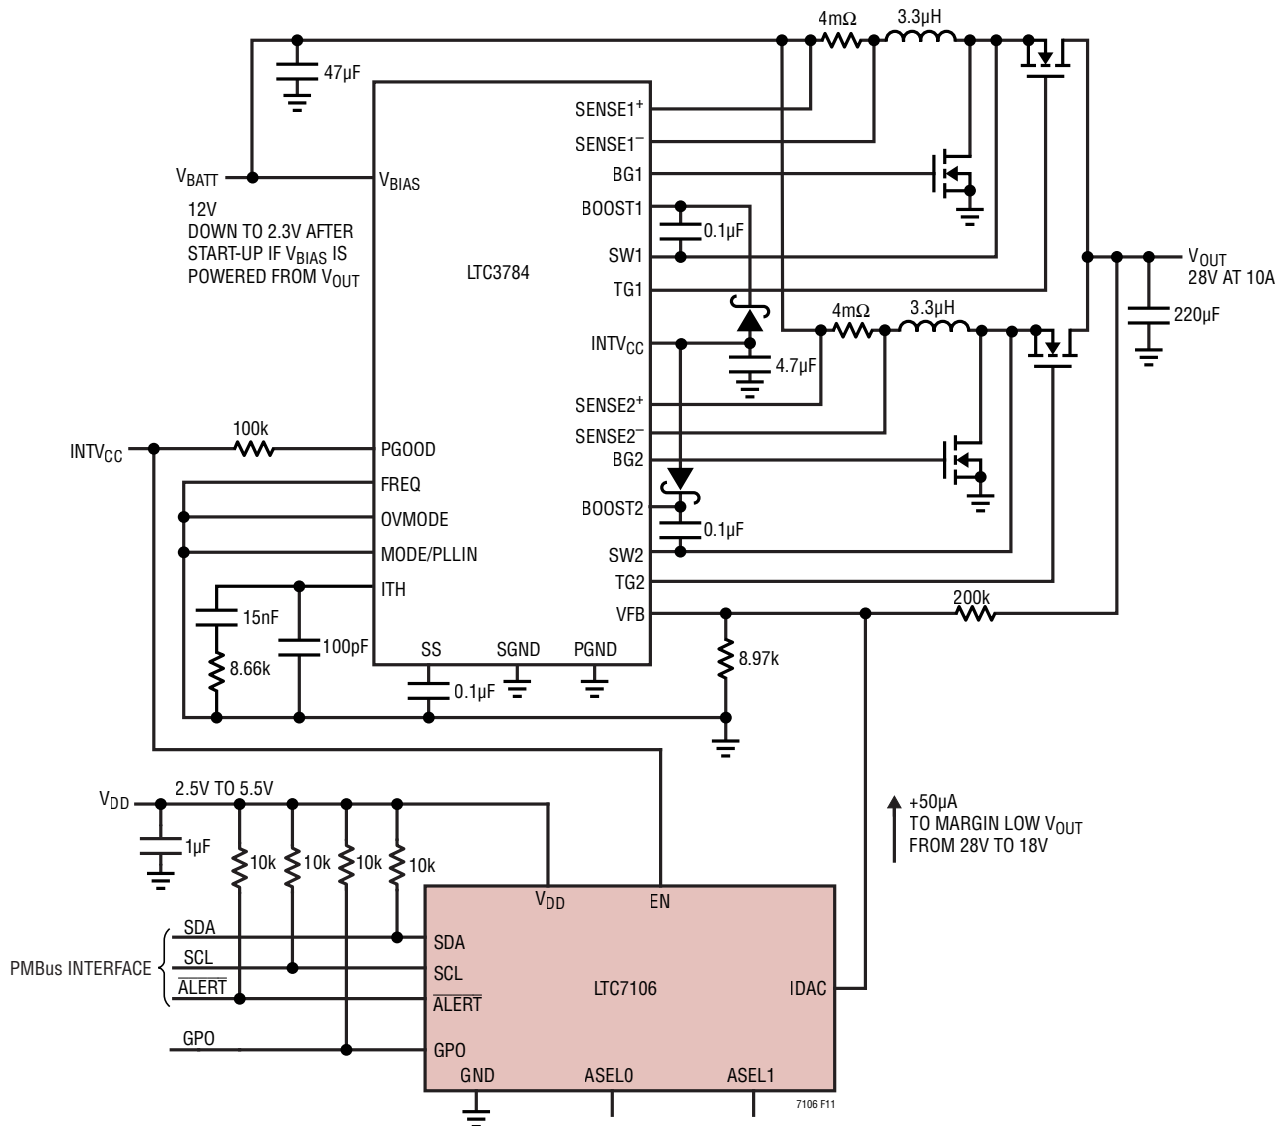 4mΩ
3.3µH
47µF
SENSE1+
SENSE1–
VBATT
VBIAS
BG1
12V
DOWN TO 2.3V AFTER
START-UP IF VBIAS IS
POWERED FROM VOUT
BOOST1
0.1µF
LTC3784
SW1
VOUT
28V AT 10A
TG1
4mΩ
3.3µH
220µF
INTVCC
4.7µF
SENSE2+
SENSE2–
INTVCC
100k
PGOOD
BG2
FREQ
OVMODE
BOOST2
0.1µF
MODE/PLLIN
SW2
ITH
TG2
200k
VFB
15nF
100pF
8.66k
SS
SGND
PGND
8.97k
0.1µF
VDD
2.5V TO 5.5V
+50µA
TO MARGIN LOW VOUT
FROM 28V TO 18V
1µF
10k
10k
10k
10k
VDD
EN
PMBus INTERFACE
SDA
SCL
ALERT
GPO
SDA
SCL
ALERT
GPO
LTC7106
IDAC
GND
ASEL0
ASEL1
7106 F11